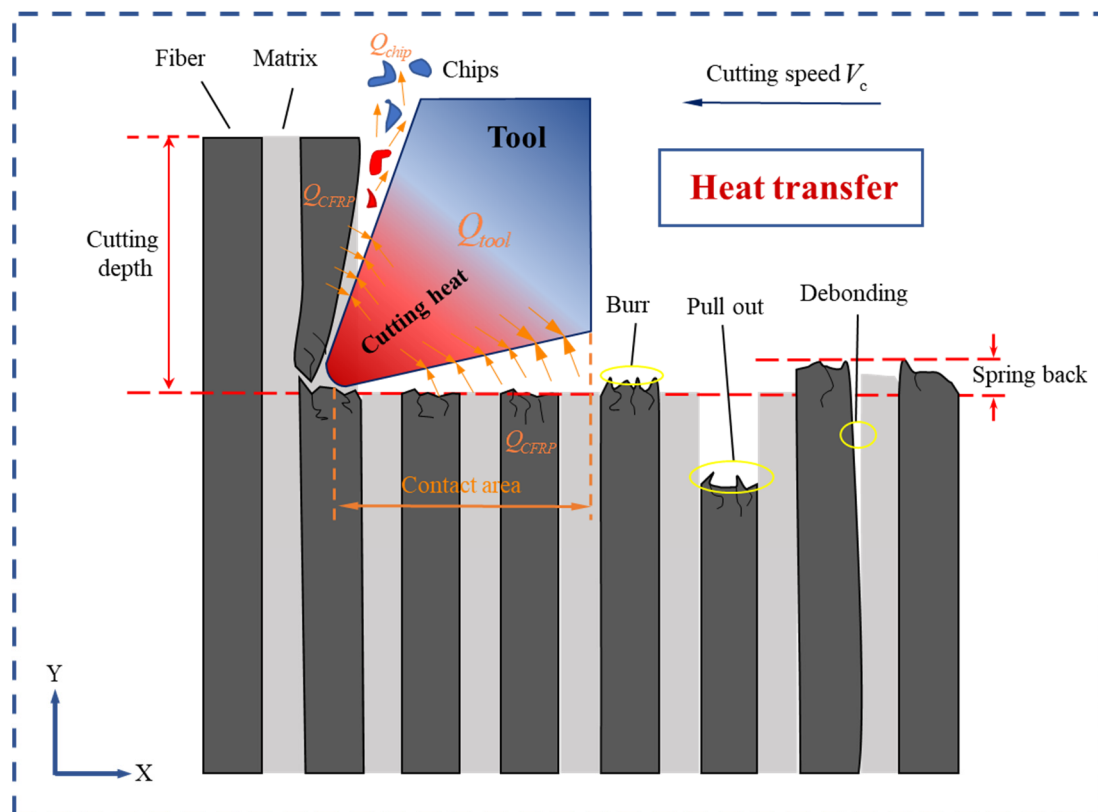 Q_chip
Fiber
Matrix
Chips
Cutting speed V_c
Tool
Heat transfer
Q_CFRP
Q_tool
Cutting
depth
Cutting heat
Burr
Pull out
Debonding
Spring back
Q_CFRP
Contact area
Y
X